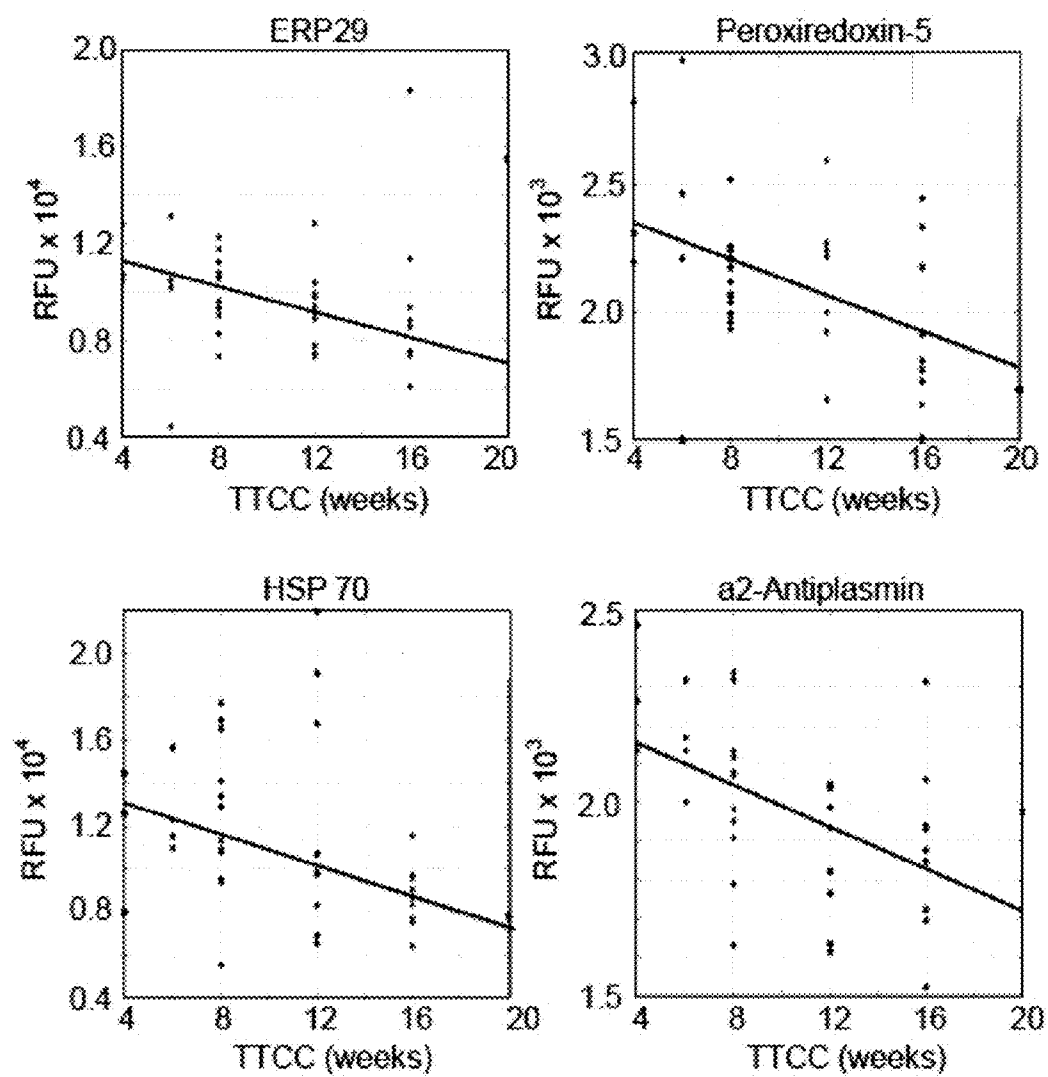 ERP29
2.0
1.6
1.2
0.8
0.4
RFU x 10⁴
4 8 12 16 20
TTCC (weeks)
Peroxiredoxin-5
3.0
2.5
2.0
1.5
RFU x 10³
4 8 12 16 20
TTCC (weeks)
HSP 70
2.0
1.6
1.2
0.8
0.4
RFU x 10⁴
4 8 12 16 20
TTCC (weeks)
a2-Antiplasmin
2.5
2.0
1.5
RFU x 10³
4 8 12 16 20
TTCC (weeks)